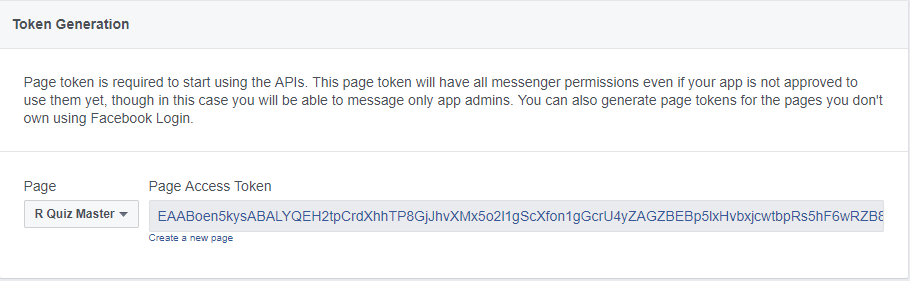 Token Generation
Page token is required to start using the APIs. This page token will have all messenger permissions even if your app is not approved to
use them yet, though in this case you will be able to message only app admins. You can also generate page tokens for the pages you don't
own using Facebook Login.
Page
Page Access Token
R Quiz Master
Create a new page